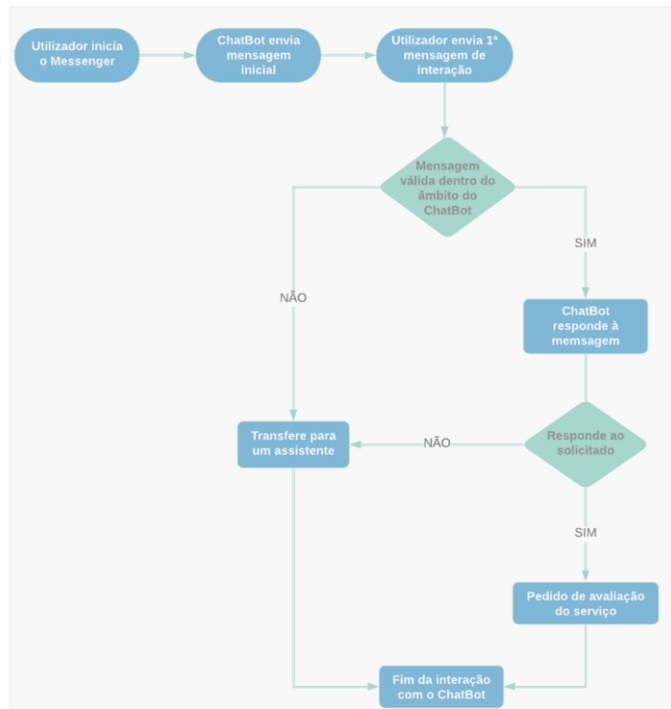 Utilizador inicía
o Messenger
ChatBot envia
mensagem
inicial
Utilizador envia 1ª
mensagem de
interação
Mensagem
válida dentro do
âmbito do
ChatBot
SIM
NÃO
ChatBot
responde à
memsagem
Transfere para
um assistente
NÃO
Responde ao
solicitado
SIM
Pedido de avaliação
do serviço
Fim da interação
com o ChatBot